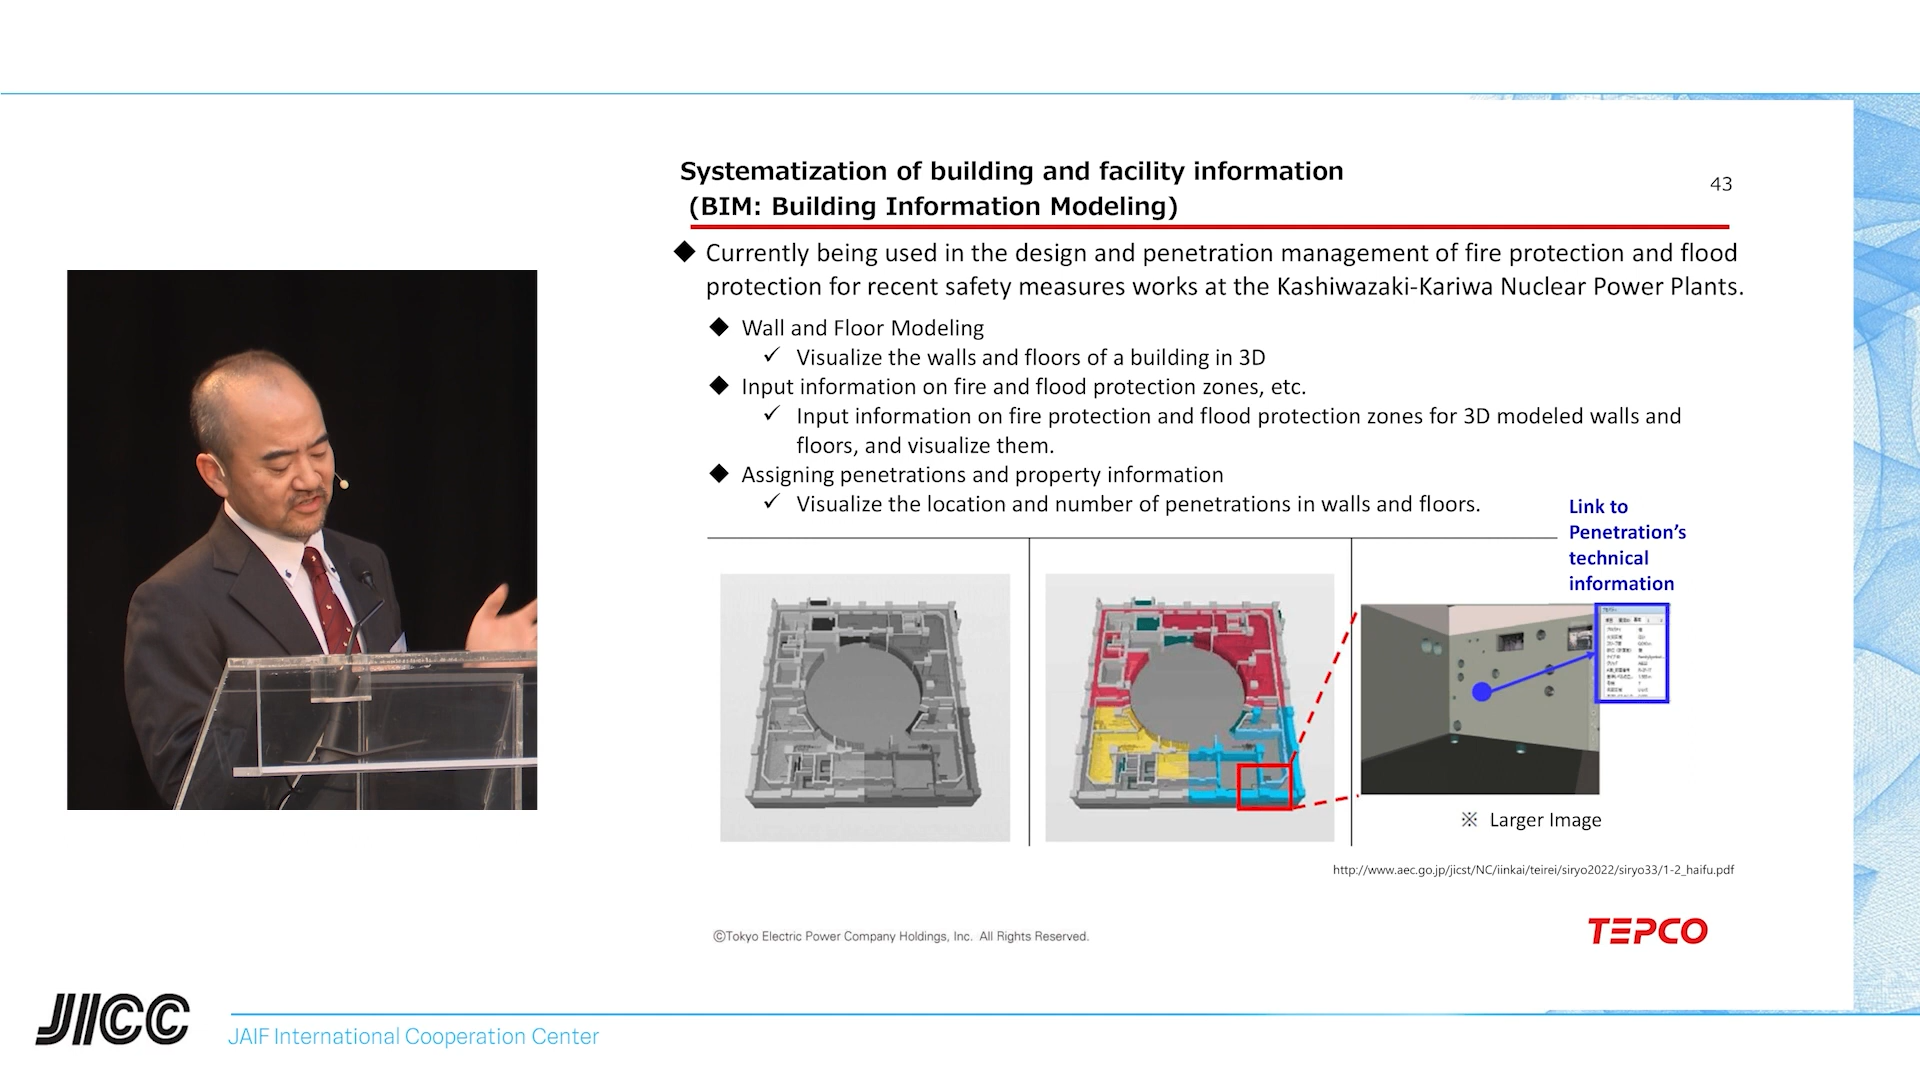 Systematization of building and facility information
(BIM: Building Information Modeling)
43
◆ Currently being used in the design and penetration management of fire protection and flood
protection for recent safety measures works at the Kashiwazaki-Kariwa Nuclear Power Plants.
◆ Wall and Floor Modeling
✓ Visualize the walls and floors of a building in 3D
◆ Input information on fire and flood protection zones, etc.
✓ Input information on fire protection and flood protection zones for 3D modeled walls and
floors, and visualize them.
◆ Assigning penetrations and property information
✓ Visualize the location and number of penetrations in walls and floors.
Link to
Penetration’s
technical
information
※ Larger Image
http://www.aec.go.jp/jicst/NC/iinkai/teirei/siryo2022/siryo33/1-2_haifu.pdf
©Tokyo Electric Power Company Holdings, Inc. All Rights Reserved.
TEPCO
JICC
JAIF International Cooperation Center